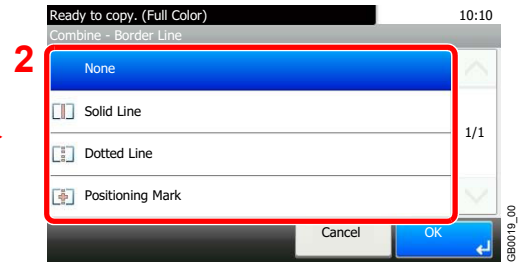 Ready to copy. (Full Color) 10:10
Combine - Border Line
2
None
Solid Line
1/1
Dotted Line
Positioning Mark
Cancel OK
GB0019_00